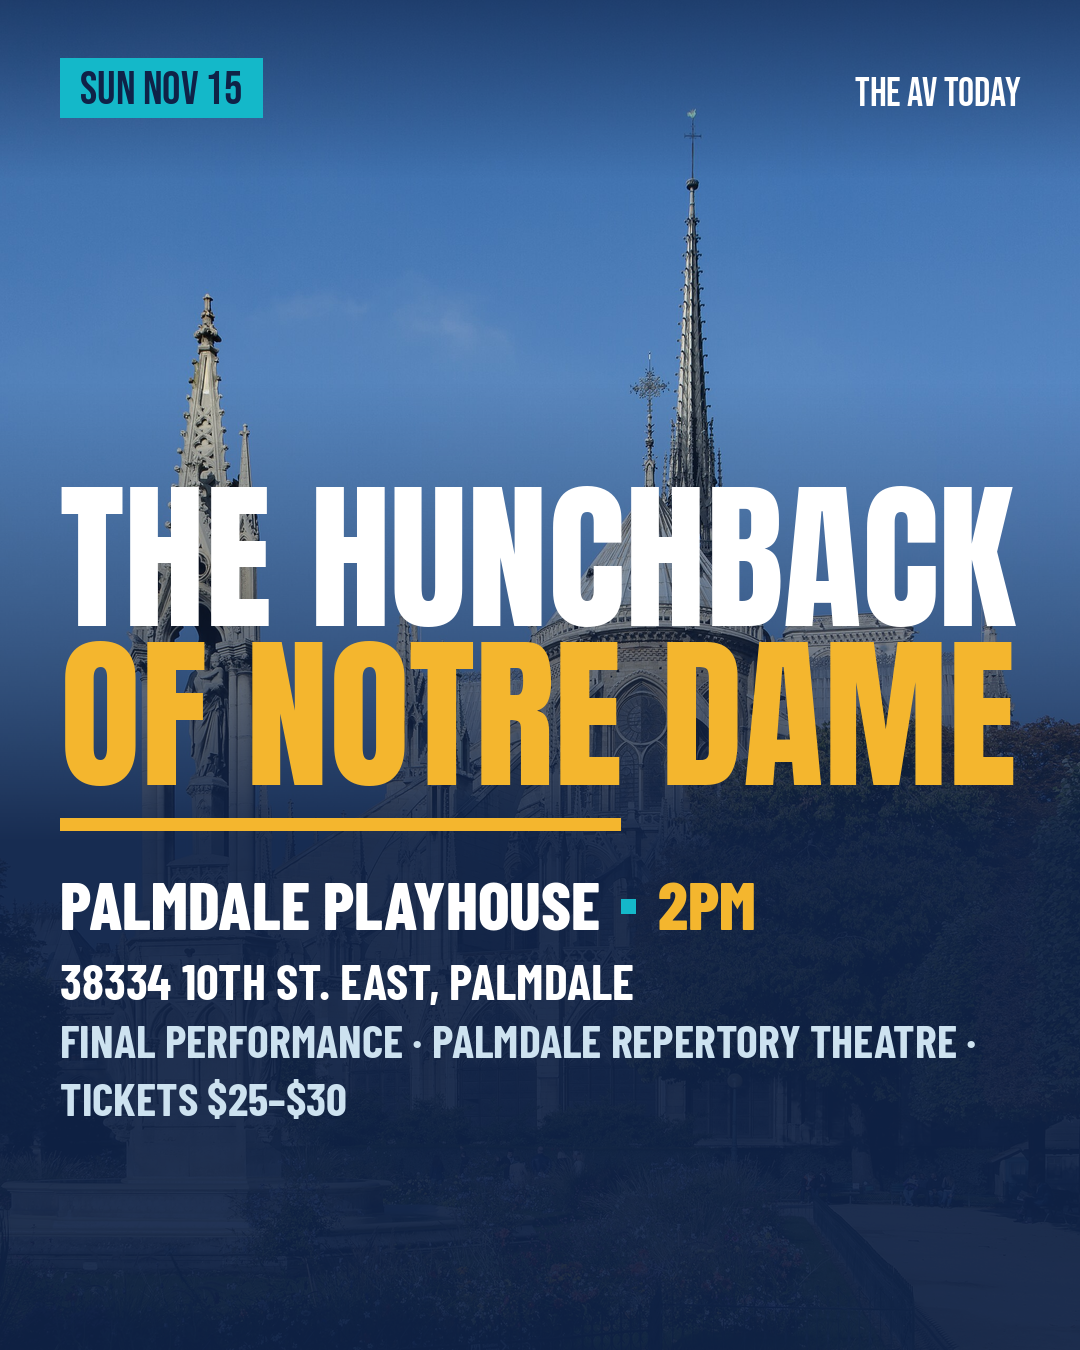 SUN NOV 15
THE AV TODAY
THE HUNCHBACK
OF NOTRE DAME
PALMDALE PLAYHOUSE ▪ 2PM
38334 10TH ST. EAST, PALMDALE
FINAL PERFORMANCE · PALMDALE REPERTORY THEATRE ·
TICKETS $25–$30